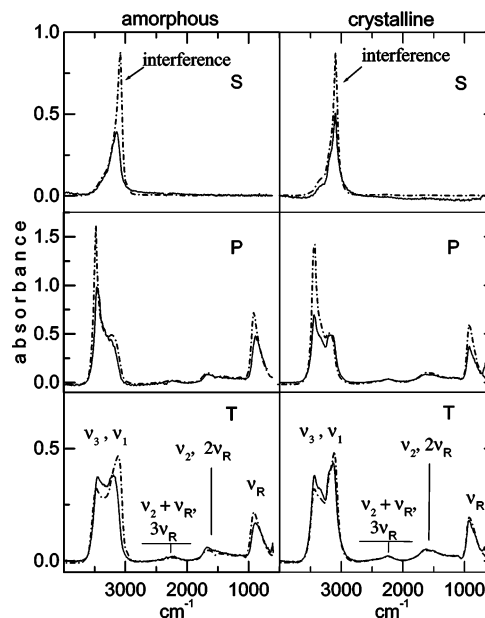 amorphous crystalline
1.0
interference interference
S S
0.5
0.0
1.5
P P
1.0
0.5
0.0
absorbance
T T
ν3 , ν1 ν3 , ν1
ν2, 2νR ν2, 2νR
0.5
νR νR
ν2 + νR, ν2 + νR,
3νR 3νR
0.0
3000 2000 1000 3000 2000 1000
cm-1 cm-1